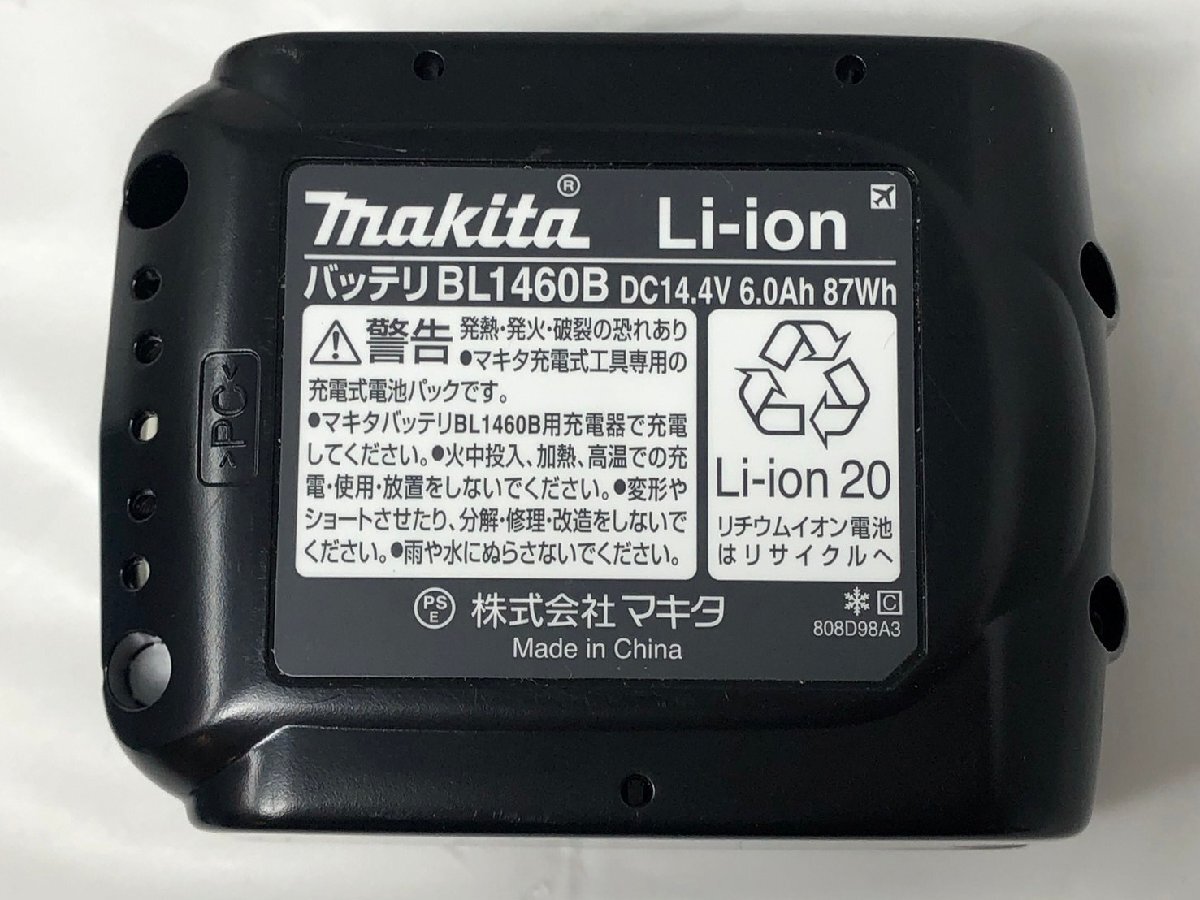 makita® Li-ion
バッテリ BL1460B DC14.4V 6.0Ah 87Wh
警告 発熱・発火・破裂の恐れあり
●マキタ充電式工具専用の
充電式電池パックです。
●マキタバッテリBL1460B用充電器で充電
してください。●火中投入、加熱、高温での充
電・使用・放置をしないでください。●変形や
ショートさせたり、分解・修理・改造をしないで
ください。●雨や水にぬらさないでください。
Li-ion 20
リチウムイオン電池
はリサイクルへ
PS
E
株式会社 マキタ
Made in China
C
808D98A3
>PC<